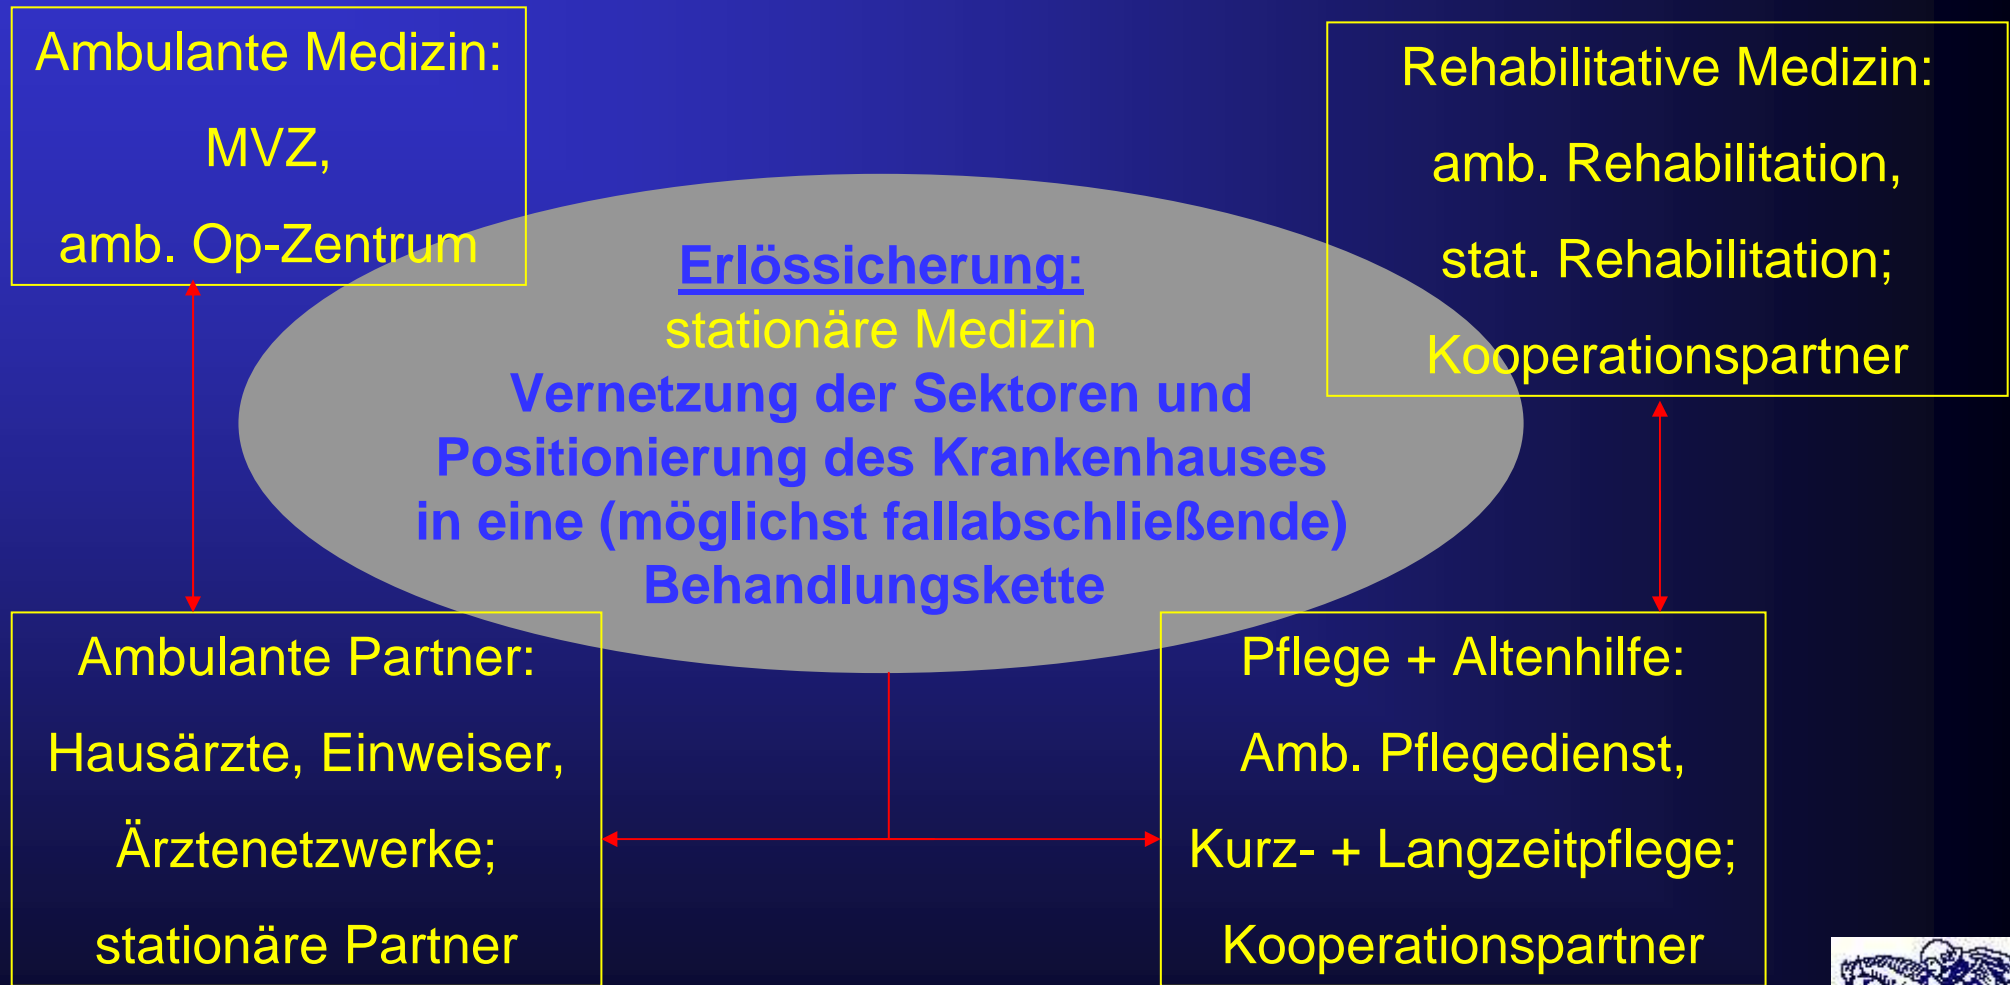 Ambulante Medizin:
MVZ,
amb. Op-Zentrum
Rehabilitative Medizin:
amb. Rehabilitation,
stat. Rehabilitation;
Kooperationspartner
Erlössicherung:
stationäre Medizin
Vernetzung der Sektoren und
Positionierung des Krankenhauses
in eine (möglichst fallabschließende)
Behandlungskette
Ambulante Partner:
Hausärzte, Einweiser,
Ärztenetzwerke;
stationäre Partner
Pflege + Altenhilfe:
Amb. Pflegedienst,
Kurz- + Langzeitpflege;
Kooperationspartner